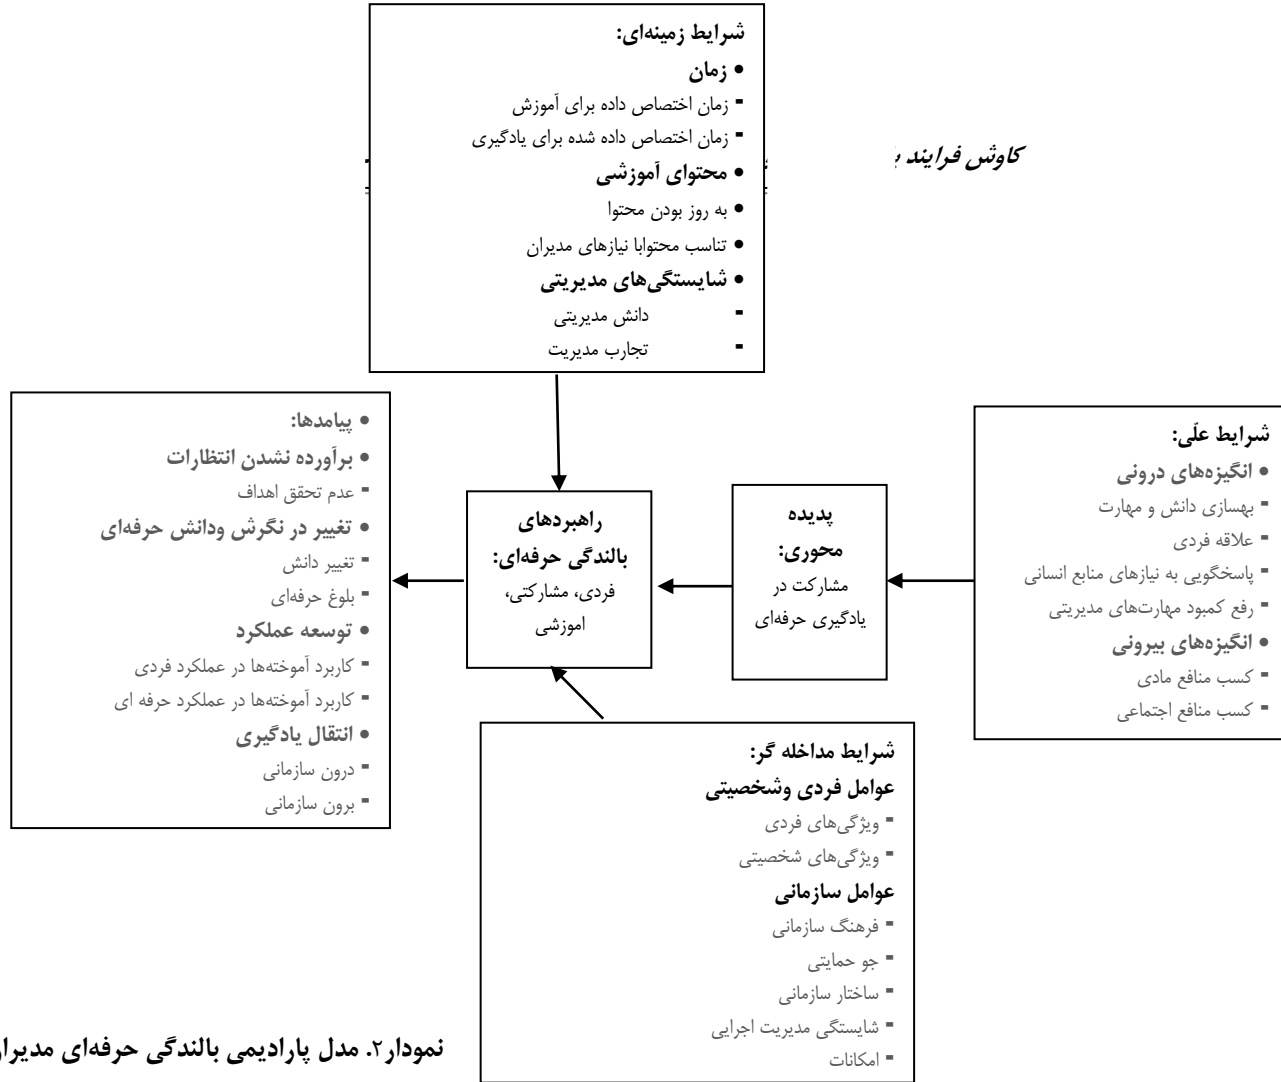 شرایط زمینه‌ای:
• زمان
- زمان اختصاص داده برای آموزش
- زمان اختصاص داده شده برای یادگیری
• محتوای آموزشی
• به روز بودن محتوا
• تناسب محتوابا نیازهای مدیران
• شایستگی‌های مدیریتی
- دانش مدیریتی
- تجارب مدیریت
کاوش فرایند
شرایط علّی:
• انگیزه‌های درونی
- بهسازی دانش و مهارت
- علاقه فردی
- پاسخگویی به نیازهای منابع انسانی
- رفع کمبود مهارت‌های مدیریتی
• انگیزه‌های بیرونی
- کسب منافع مادی
- کسب منافع اجتماعی
پدیده
محوری:
مشارکت در
یادگیری حرفه‌ای
راهبردهای
بالندگی حرفه‌ای:
فردی، مشارکتی،
اموزشی
• پیامدها:
• برآورده نشدن انتظارات
- عدم تحقق اهداف
• تغییر در نگرش ودانش حرفه‌ای
- تغییر دانش
- بلوغ حرفه‌ای
• توسعه عملکرد
- کاربرد آموخته‌ها در عملکرد فردی
- کاربرد آموخته‌ها در عملکرد حرفه ای
• انتقال یادگیری
- درون سازمانی
- برون سازمانی
شرایط مداخله گر:
عوامل فردی وشخصیتی
- ویژگی‌های فردی
- ویژگی‌های شخصیتی
عوامل سازمانی
- فرهنگ سازمانی
- جو حمایتی
- ساختار سازمانی
- شایستگی مدیریت اجرایی
- امکانات
نمودار۲. مدل پارادیمی بالندگی حرفه‌ای